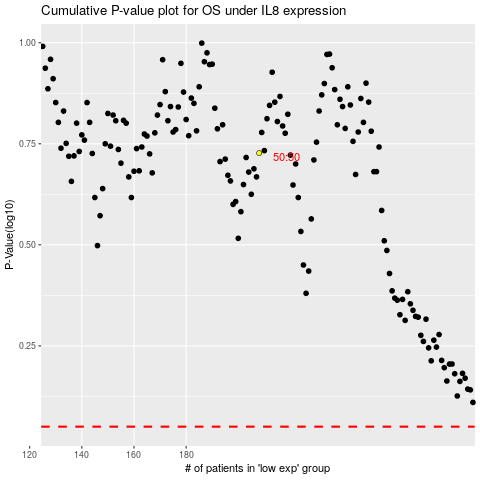 Cumulative P-value plot for OS under IL8 expression
P-Value(log10)
1.00
0.75
0.50
0.25
50:50
120 140 160 180
# of patients in 'low exp' group